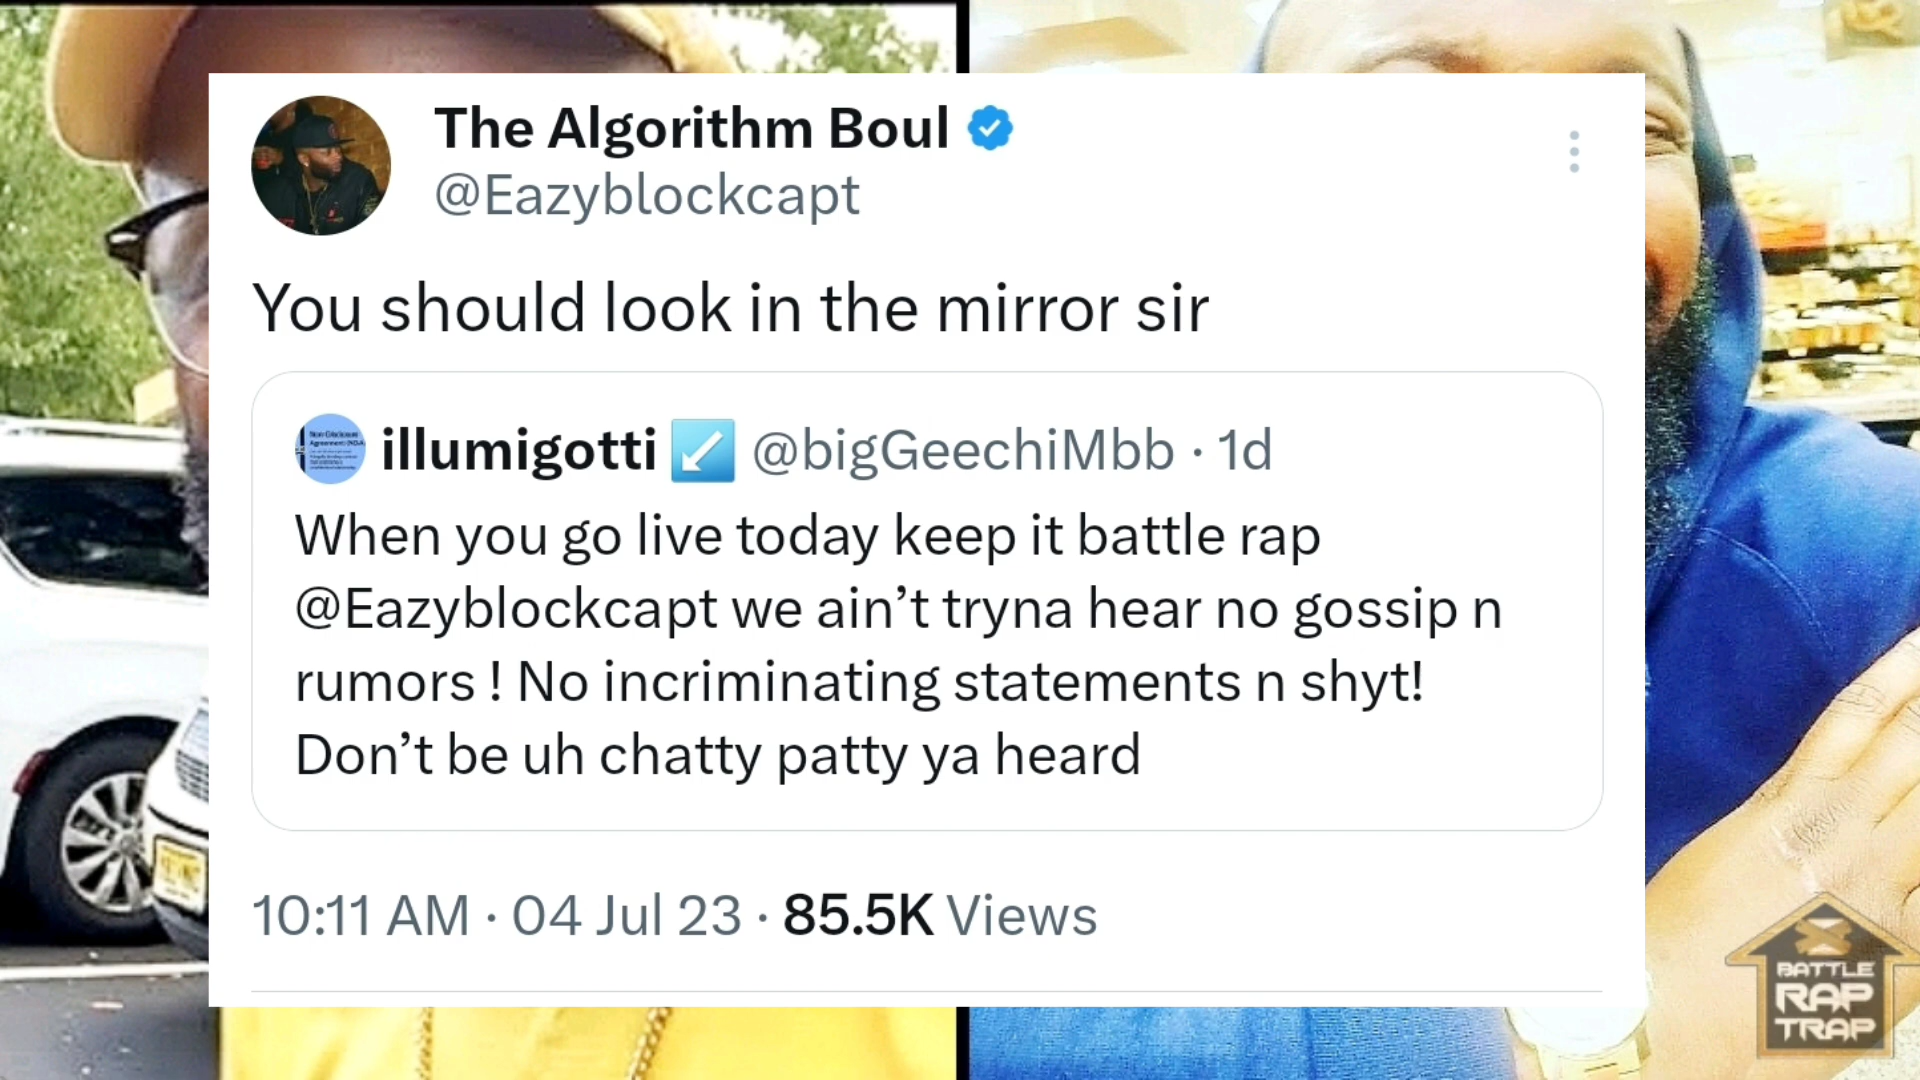 The Algorithm Boul
@Eazyblockcapt
You should look in the mirror sir
illumigotti ↙️ @bigGeechiMbb · 1d
When you go live today keep it battle rap
@Eazyblockcapt we ain’t tryna hear no gossip n
rumors ! No incriminating statements n shyt!
Don’t be uh chatty patty ya heard
10:11 AM · 04 Jul 23 · 85.5K Views
BATTLE
RAP
TRAP